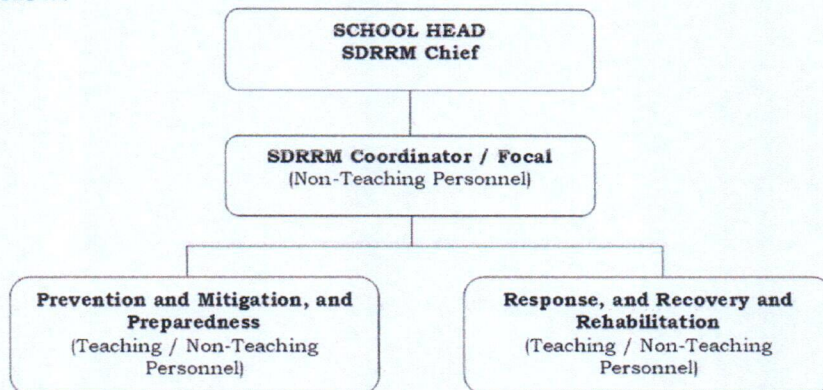 SCHOOL HEAD
SDRRM Chief
SDRRM Coordinator / Focal
(Non-Teaching Personnel)
Prevention and Mitigation, and
Preparedness
(Teaching / Non-Teaching
Personnel)
Response, and Recovery and
Rehabilitation
(Teaching / Non-Teaching
Personnel)